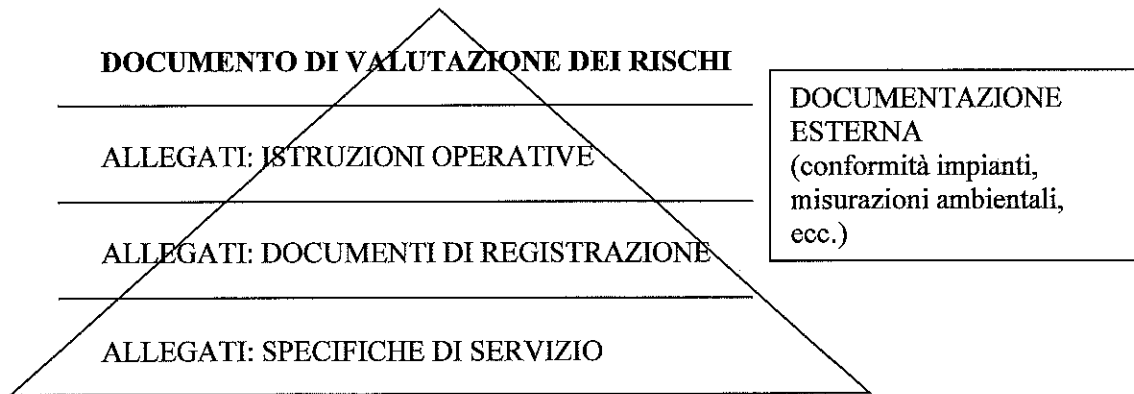 DOCUMENTO DI VALUTAZIONE DEI RISCHI
ALLEGATI: ISTRUZIONI OPERATIVE
ALLEGATI: DOCUMENTI DI REGISTRAZIONE
ALLEGATI: SPECIFICHE DI SERVIZIO
DOCUMENTAZIONE
ESTERNA
(conformità impianti,
misurazioni ambientali,
ecc.)